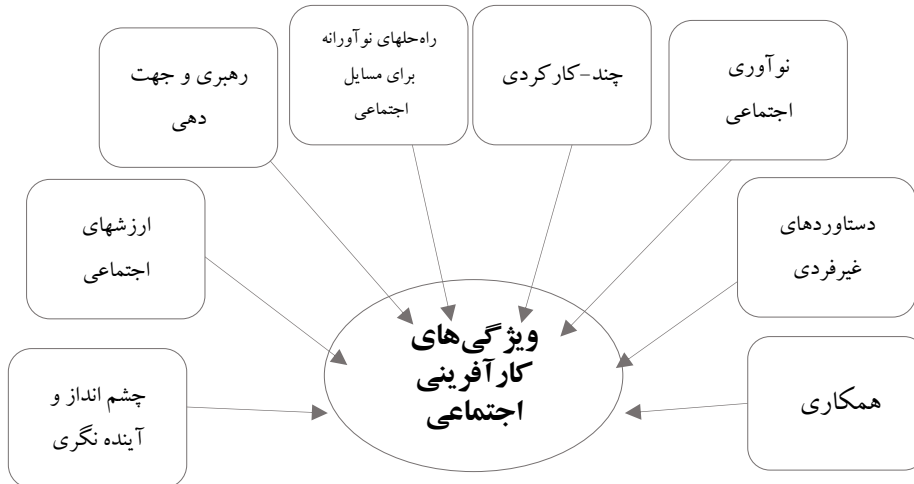 نوآوری
اجتماعی
چند-کارکردی
راه‌حلهای نوآورانه
برای مسایل
اجتماعی
رهبری و جهت
دهی
دستاوردهای
غیرفردی
ارزشهای
اجتماعی
ویژگی‌های
کارآفرینی
اجتماعی
همکاری
چشم انداز و
آینده نگری